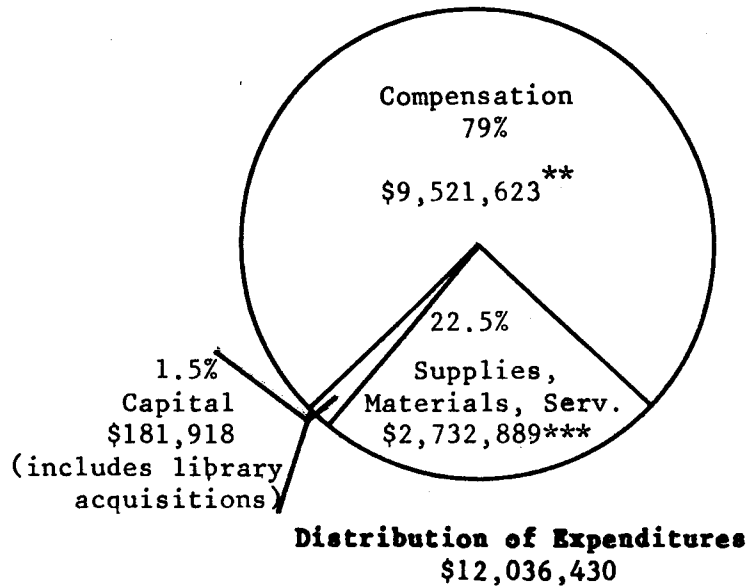 Compensation
79%
$9,521,623**
22.5%
Supplies,
Materials, Serv.
$2,732,889***
1.5%
Capital
$181,918
(includes library
acquisitions)
Distribution of Expenditures
$12,036,430